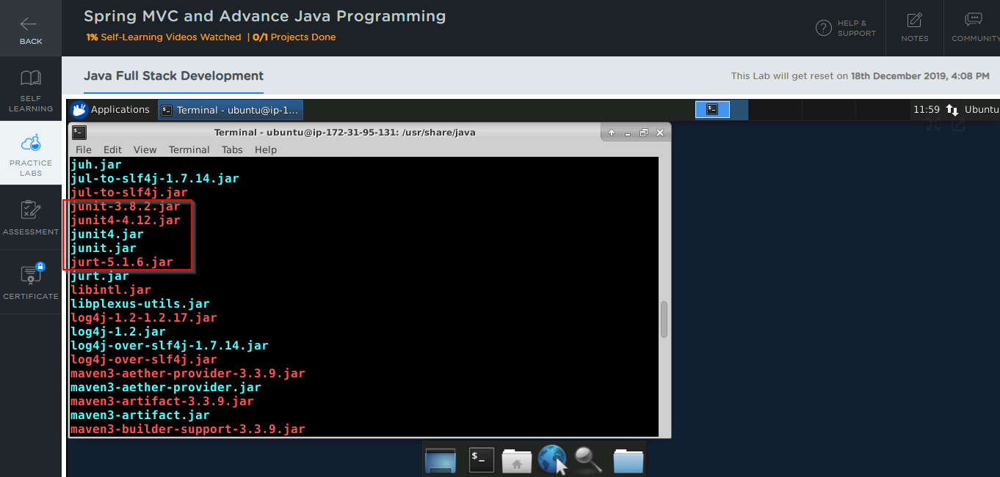 BACK
Spring MVC and Advance Java Programming
1% Self-Learning Videos Watched | 0/1 Projects Done
HELP & SUPPORT
NOTES
COMMUNITY
SELF LEARNING
PRACTICE LABS
ASSESSMENT
CERTIFICATE
Java Full Stack Development
This Lab will get reset on 18th December 2019, 4:08 PM
Applications
Terminal - ubuntu@ip-1...
11:59
Ubuntu
Terminal - ubuntu@ip-172-31-95-131: /usr/share/java
File Edit View Terminal Tabs Help
juh.jar
jul-to-slf4j-1.7.14.jar
jul-to-slf4j.jar
junit-3.8.2.jar
junit4-4.12.jar
junit4.jar
junit.jar
jurt-5.1.6.jar
jurt.jar
libintl.jar
libplexus-utils.jar
log4j-1.2-1.2.17.jar
log4j-1.2.jar
log4j-over-slf4j-1.7.14.jar
log4j-over-slf4j.jar
maven3-aether-provider-3.3.9.jar
maven3-aether-provider.jar
maven3-artifact-3.3.9.jar
maven3-artifact.jar
maven3-builder-support-3.3.9.jar